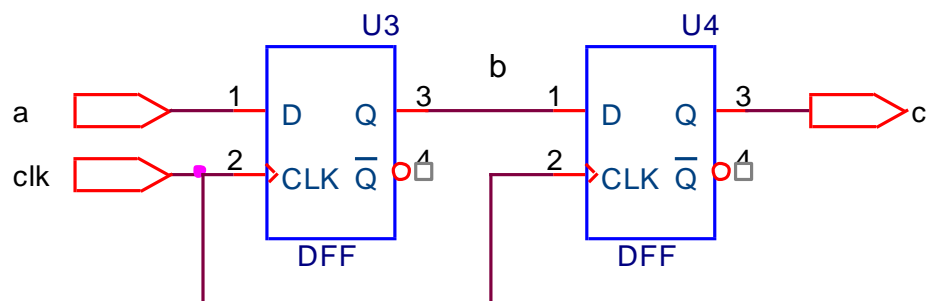 U3 U4
b
a 1 D Q 3 1 D Q 3 c
clk 2 CLK Q̅ 4 2 CLK Q̅ 4
DFF DFF